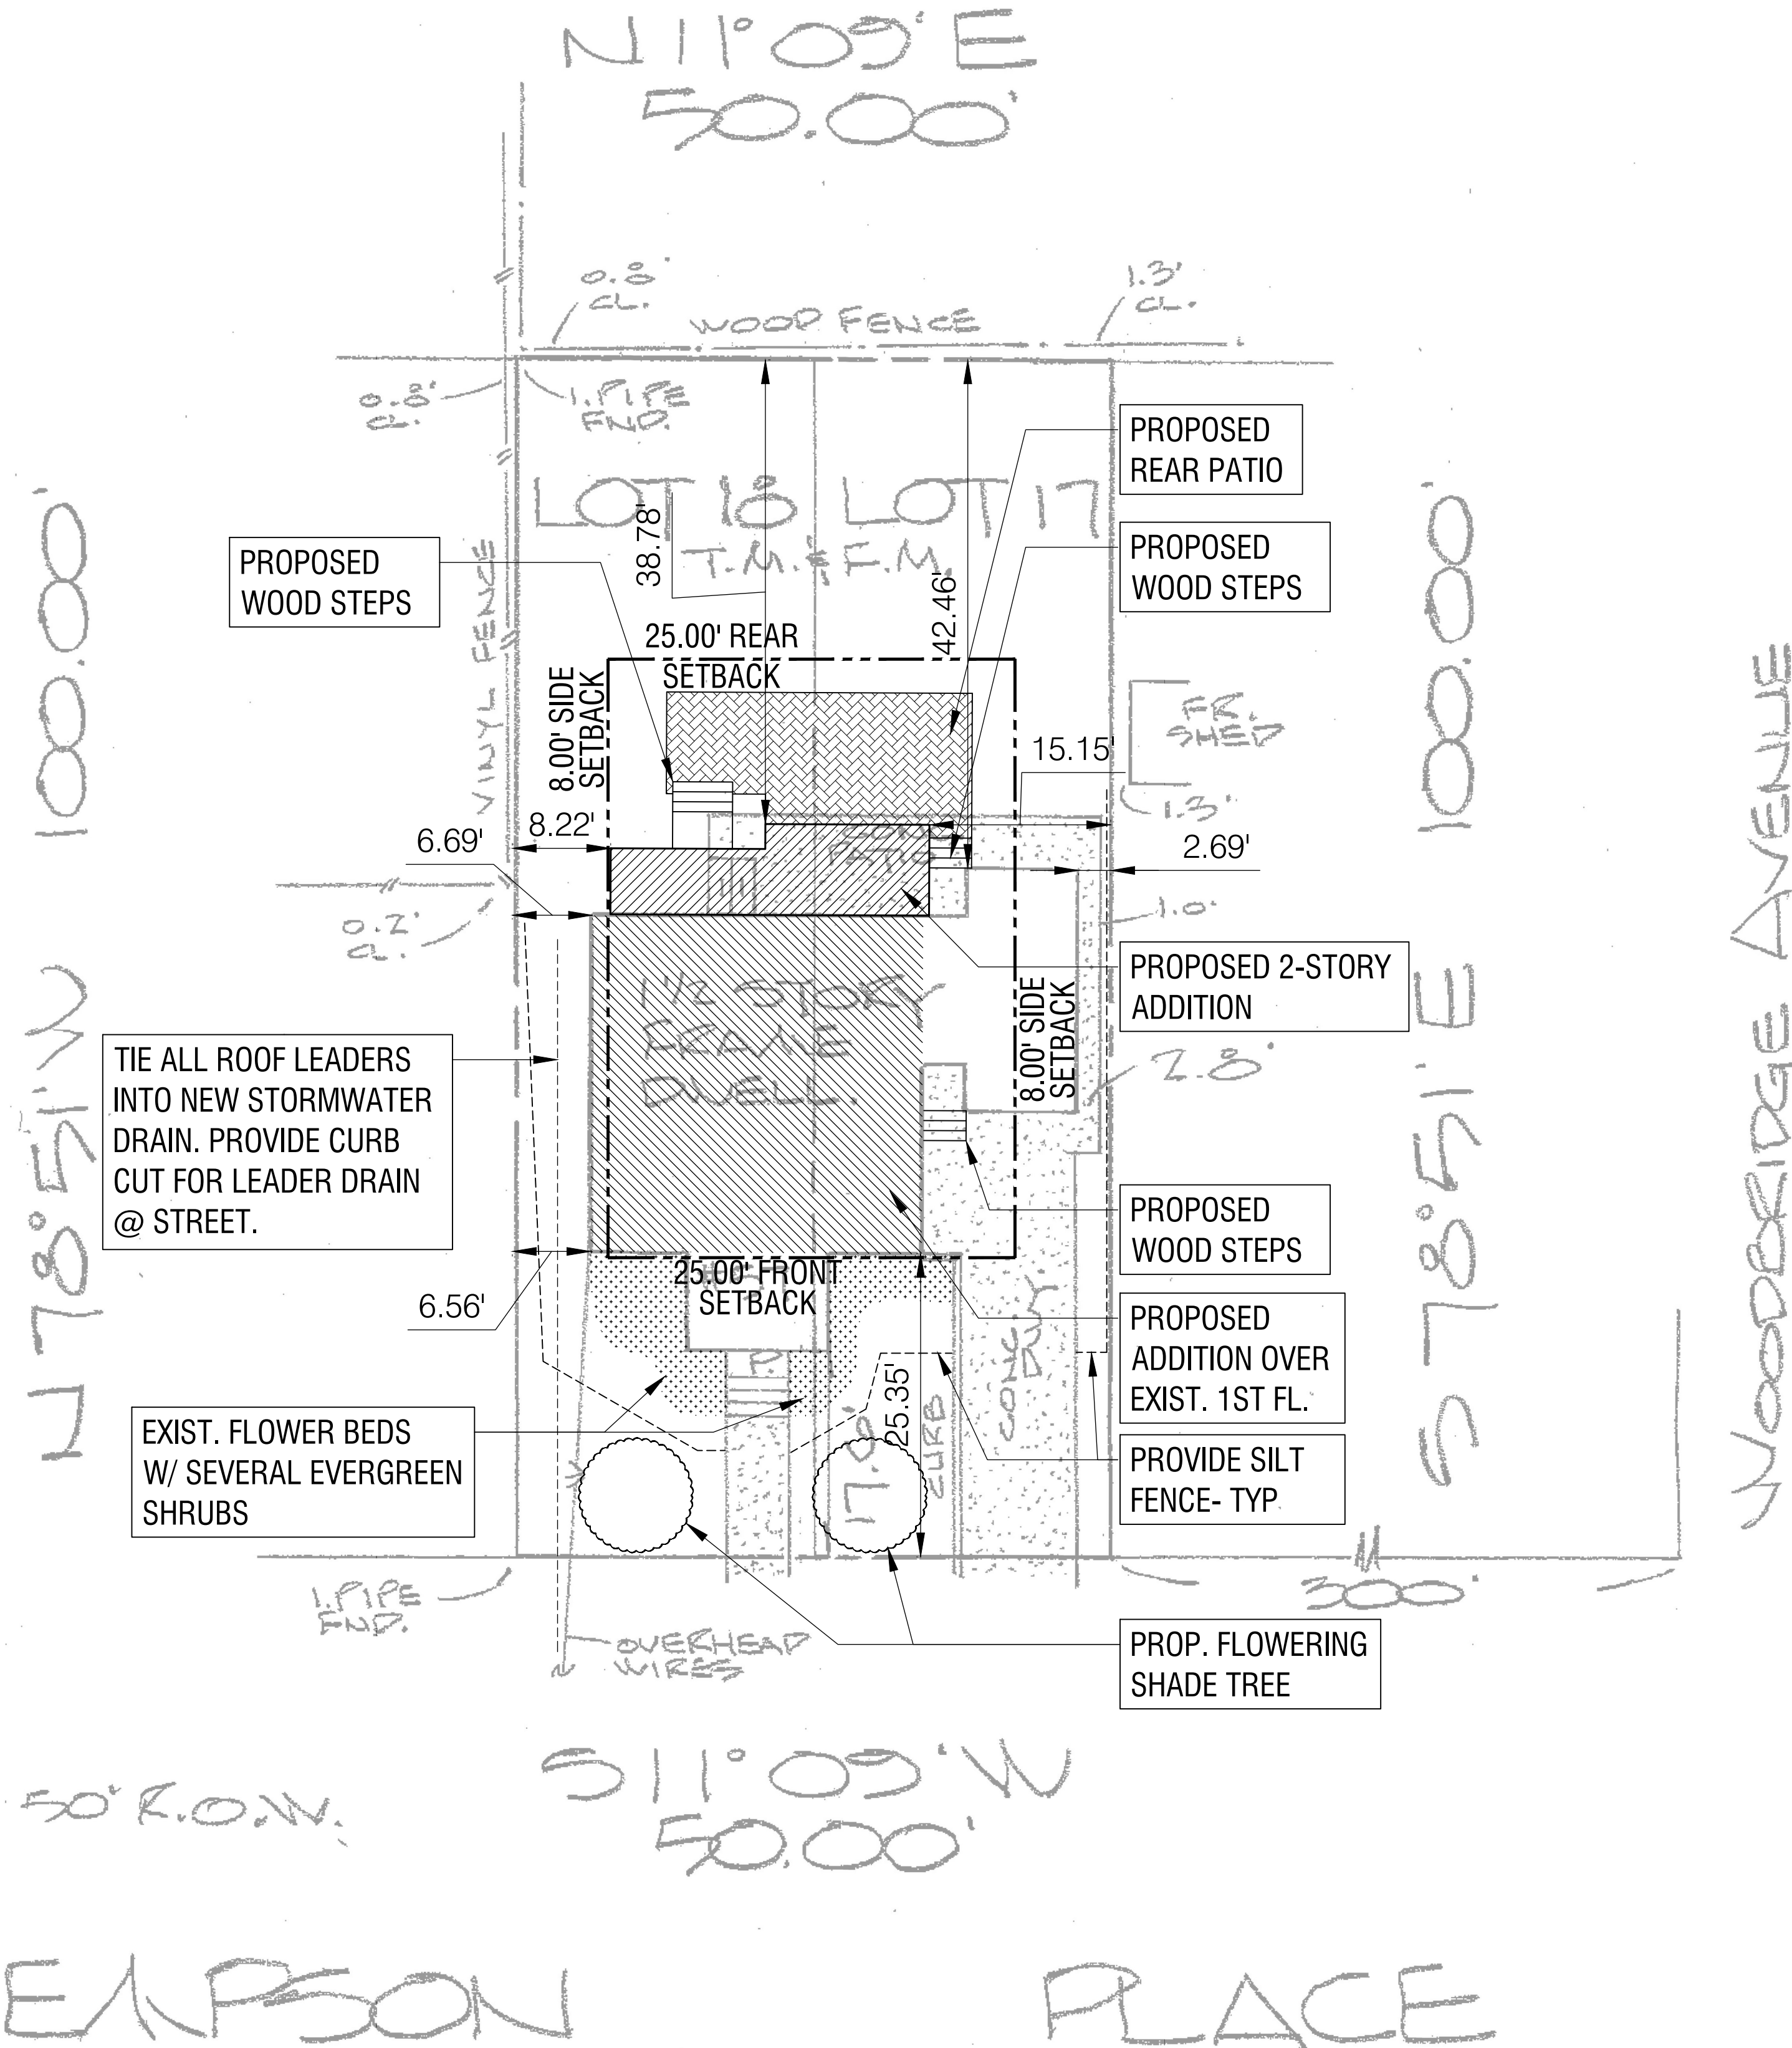 N 11° 09' E
50.00'
0.8'
CL.
1.3'
CL.
WOOD FENCE
0.8'
CL.
I. PIPE
FND.
PROPOSED
REAR PATIO
LOT 18 LOT 17
T.M. & F.M.
38.78'
42.46'
PROPOSED
WOOD STEPS
PROPOSED
WOOD STEPS
100.00'
N 78° 51' W
VINYL FENCE
25.00' REAR
SETBACK
8.00' SIDE
SETBACK
FR.
SHED
15.15'
1.3'
100.00'
S 78° 51' E
WOODRIDGE AVENUE
6.69'
8.22'
CONC.
PATIO
2.69'
0.2'
CL.
1.0'
PROPOSED 2-STORY
ADDITION
1 1/2 STORY
FRAME
DWELL.
8.00' SIDE
SETBACK
2.8'
TIE ALL ROOF LEADERS
INTO NEW STORMWATER
DRAIN. PROVIDE CURB
CUT FOR LEADER DRAIN
@ STREET.
PROPOSED
WOOD STEPS
25.00' FRONT
SETBACK
6.56'
P.
CONC.
CURB
25.35'
PROPOSED
ADDITION OVER
EXIST. 1ST FL.
EXIST. FLOWER BEDS
W/ SEVERAL EVERGREEN
SHRUBS
PROVIDE SILT
FENCE- TYP
I. PIPE
FND.
300'
OVERHEAD
WIRES
PROP. FLOWERING
SHADE TREE
S 11° 09' W
50.00'
50' R.O.W.
PLACE